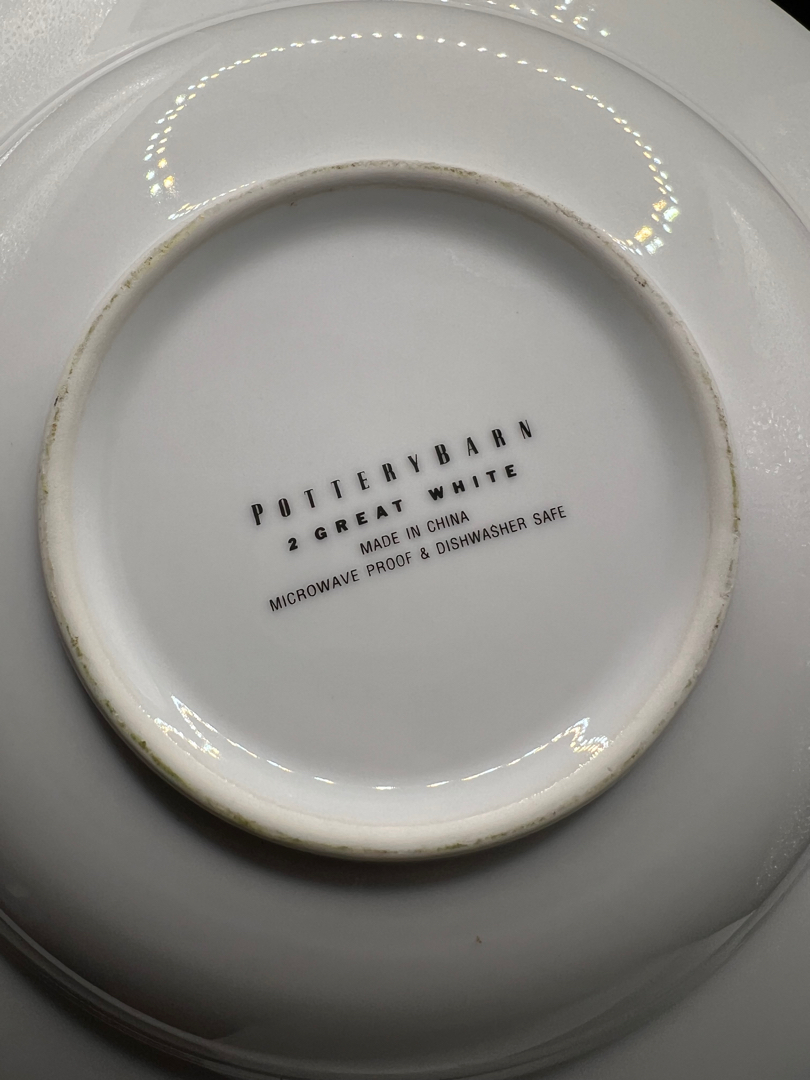 POTTERYBARN
2 GREAT WHITE
MADE IN CHINA
MICROWAVE PROOF & DISHWASHER SAFE